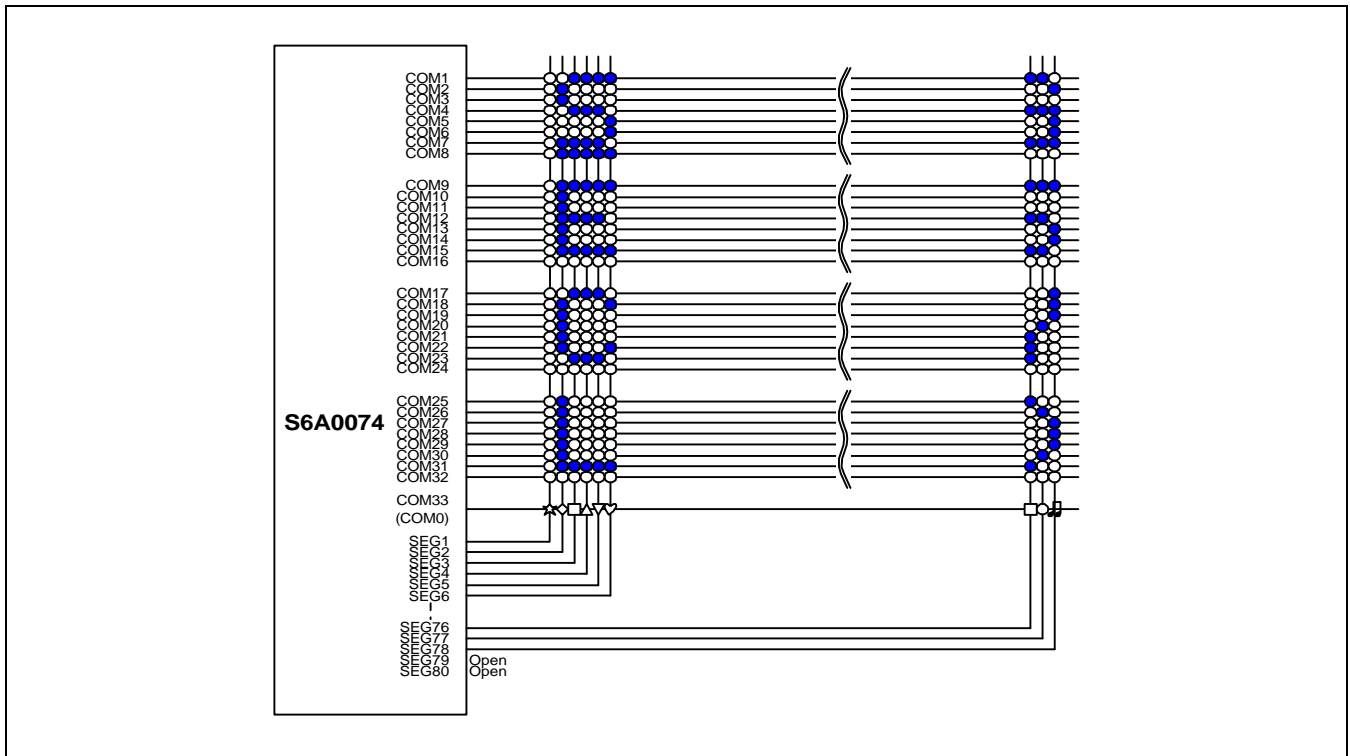 COM1
COM2
COM3
COM4
COM5
COM6
COM7
COM8
COM9
COM10
COM11
COM12
COM13
COM14
COM15
COM16
COM17
COM18
COM19
COM20
COM21
COM22
COM23
COM24
COM25
COM26
S6A0074
COM27
COM28
COM29
COM30
COM31
COM32
COM33
(COM0)
SEG1
SEG2
SEG3
SEG4
SEG5
SEG6
SEG76
SEG77
SEG78
SEG79 Open
SEG80 Open